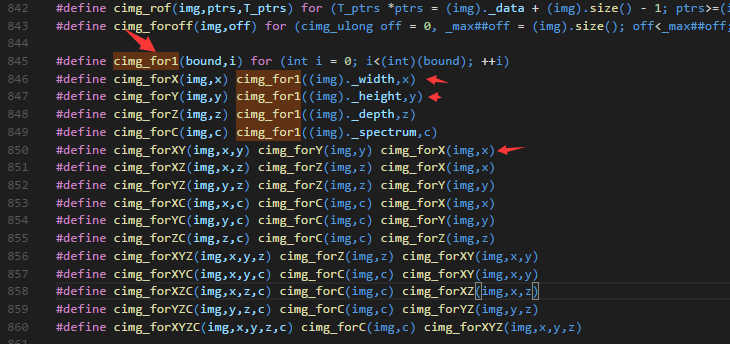 842 #define cimg_rof(img,ptrs,T_ptrs) for (T_ptrs *ptrs = (img)._data + (img).size() - 1; ptrs>=(i
843 #define cimg_foroff(img,off) for (cimg_ulong off = 0, _max##off = (img).size(); off<_max##off;
844
845 #define cimg_for1(bound,i) for (int i = 0; i<(int)(bound); ++i)
846 #define cimg_forX(img,x) cimg_for1((img)._width,x)
847 #define cimg_forY(img,y) cimg_for1((img)._height,y)
848 #define cimg_forZ(img,z) cimg_for1((img)._depth,z)
849 #define cimg_forC(img,c) cimg_for1((img)._spectrum,c)
850 #define cimg_forXY(img,x,y) cimg_forY(img,y) cimg_forX(img,x)
851 #define cimg_forXZ(img,x,z) cimg_forZ(img,z) cimg_forX(img,x)
852 #define cimg_forYZ(img,y,z) cimg_forZ(img,z) cimg_forY(img,y)
853 #define cimg_forXC(img,x,c) cimg_forC(img,c) cimg_forX(img,x)
854 #define cimg_forYC(img,y,c) cimg_forC(img,c) cimg_forY(img,y)
855 #define cimg_forZC(img,z,c) cimg_forC(img,c) cimg_forZ(img,z)
856 #define cimg_forXYZ(img,x,y,z) cimg_forZ(img,z) cimg_forXY(img,x,y)
857 #define cimg_forXYC(img,x,y,c) cimg_forC(img,c) cimg_forXY(img,x,y)
858 #define cimg_forXZC(img,x,z,c) cimg_forC(img,c) cimg_forXZ(img,x,z)
859 #define cimg_forYZC(img,y,z,c) cimg_forC(img,c) cimg_forYZ(img,y,z)
860 #define cimg_forXYZC(img,x,y,z,c) cimg_forC(img,c) cimg_forXYZ(img,x,y,z)
861